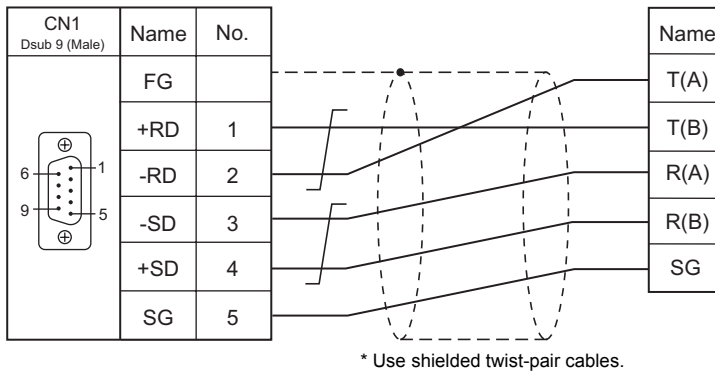 CN1
Dsub 9 (Male)
Name No.
Name
FG
T(A)
+RD 1
T(B)
-RD 2
R(A)
6
1
9
5
-SD 3
R(B)
+SD 4
SG
SG 5
* Use shielded twist-pair cables.